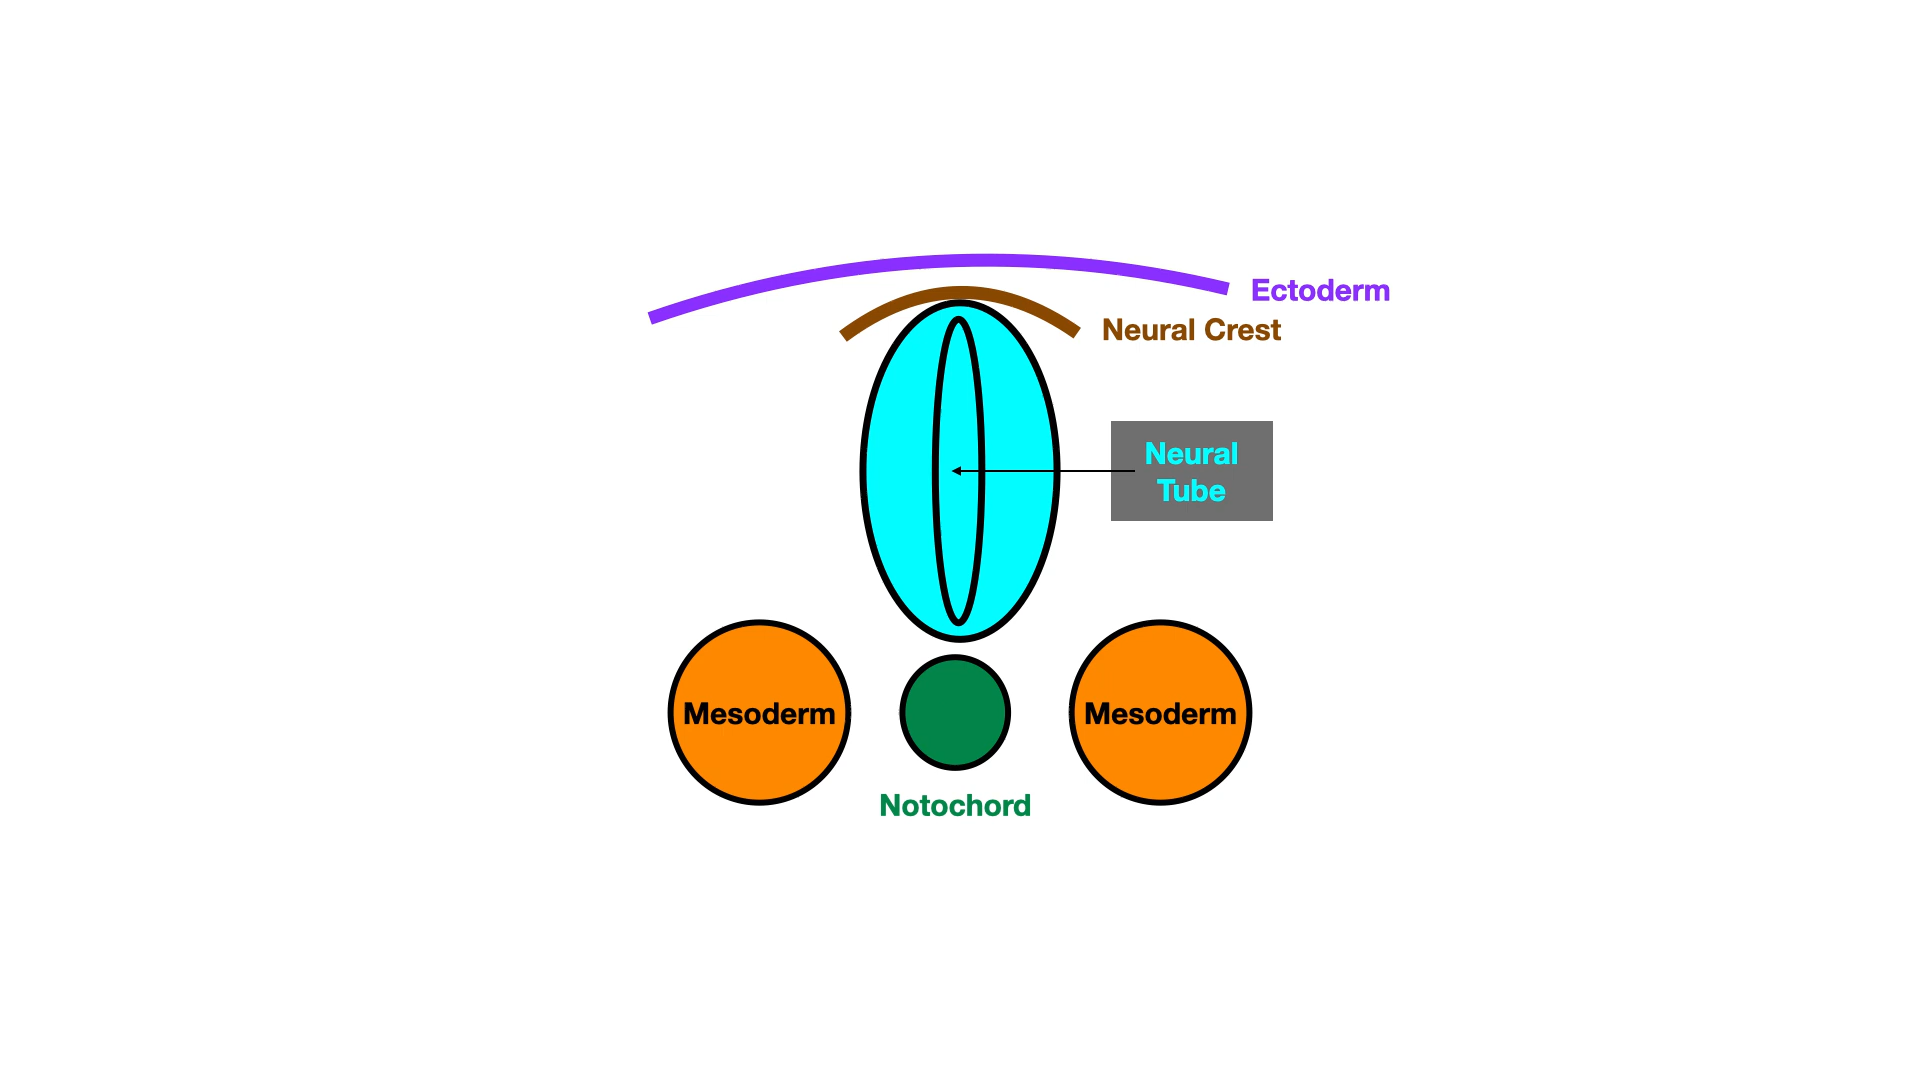 Ectoderm
Neural Crest
Neural
Tube
Mesoderm
Mesoderm
Notochord